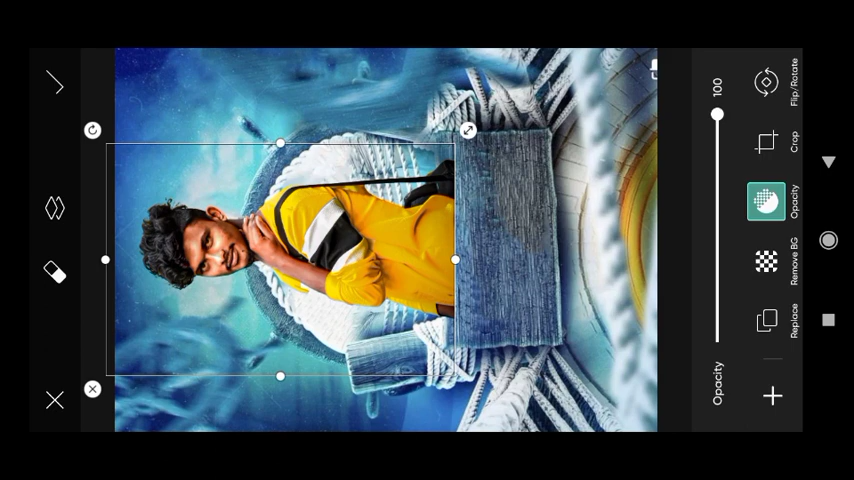 Opacity
100
Replace
Remove BG
Opacity
Crop
Flip/Rotate